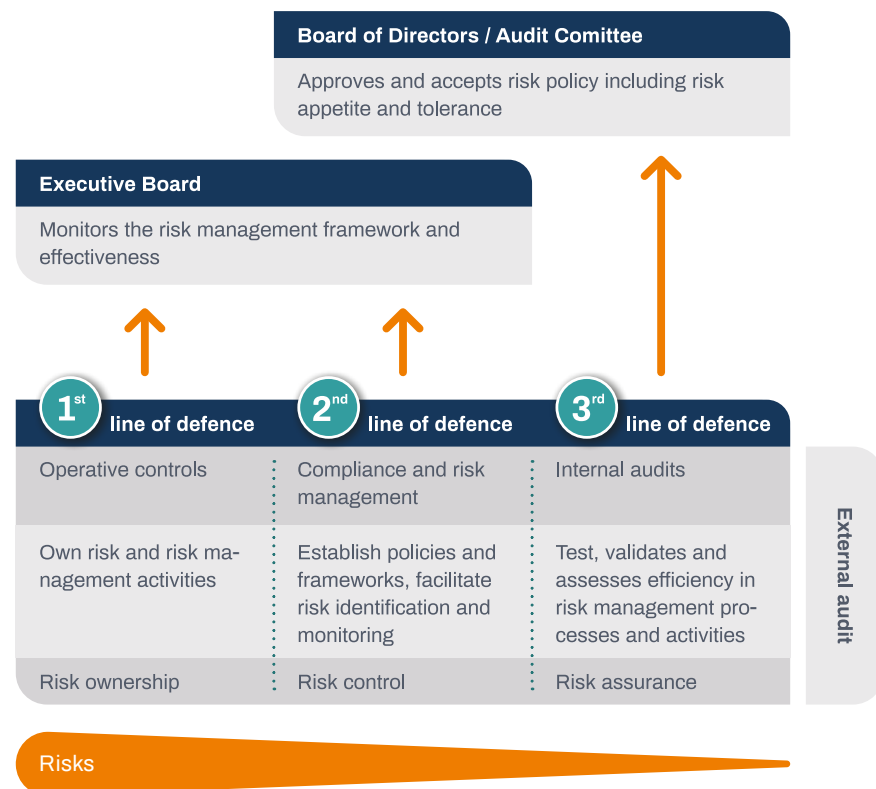 Board of Directors / Audit Comittee
Approves and accepts risk policy including risk
appetite and tolerance
Executive Board
Monitors the risk management framework and
effectiveness
1st line of defence
Operative controls
Own risk and risk ma-
nagement activities
Risk ownership
2nd line of defence
Compliance and risk
management
Establish policies and
frameworks, facilitate
risk identification and
monitoring
Risk control
3rd line of defence
Internal audits
Test, validates and
assesses efficiency in
risk management pro-
cesses and activities
Risk assurance
External audit
Risks